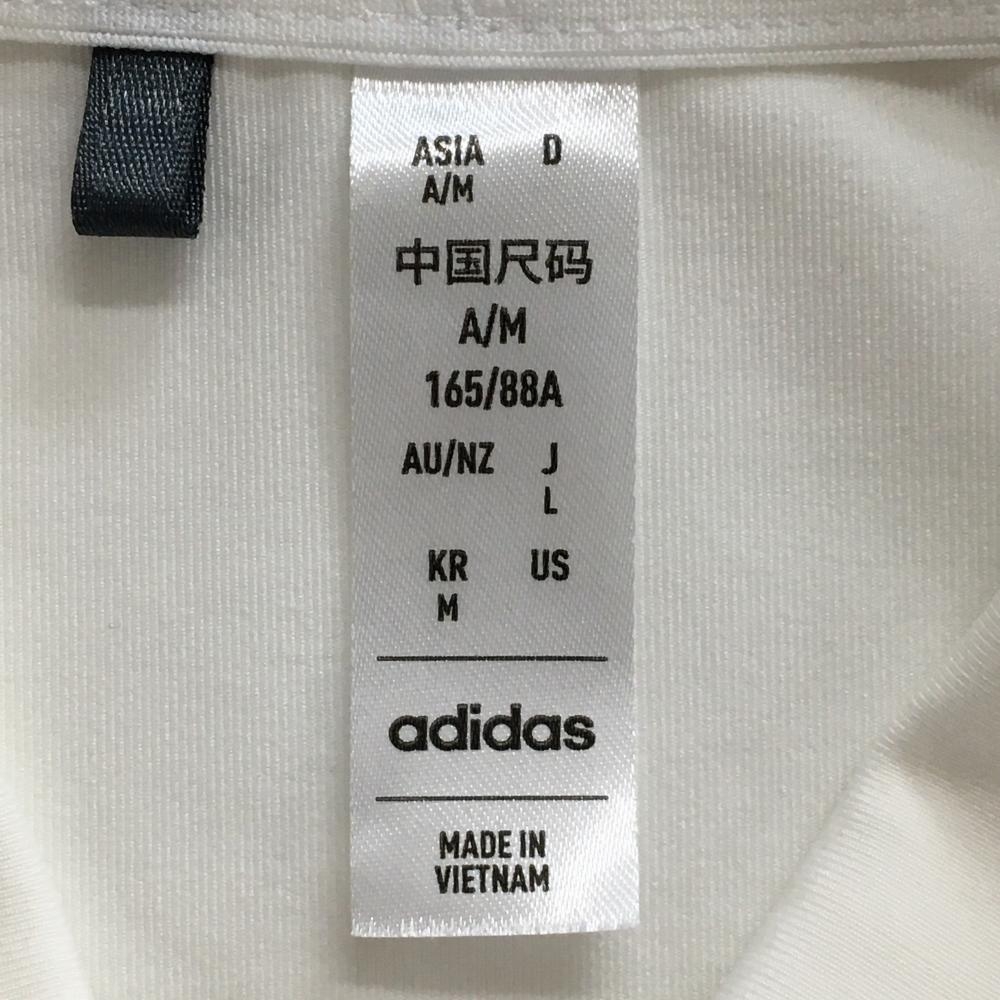 ASIA D
A/M
中国尺码
A/M
165/88A
AU/NZ J
L
KR US
M
adidas
MADE IN
VIETNAM